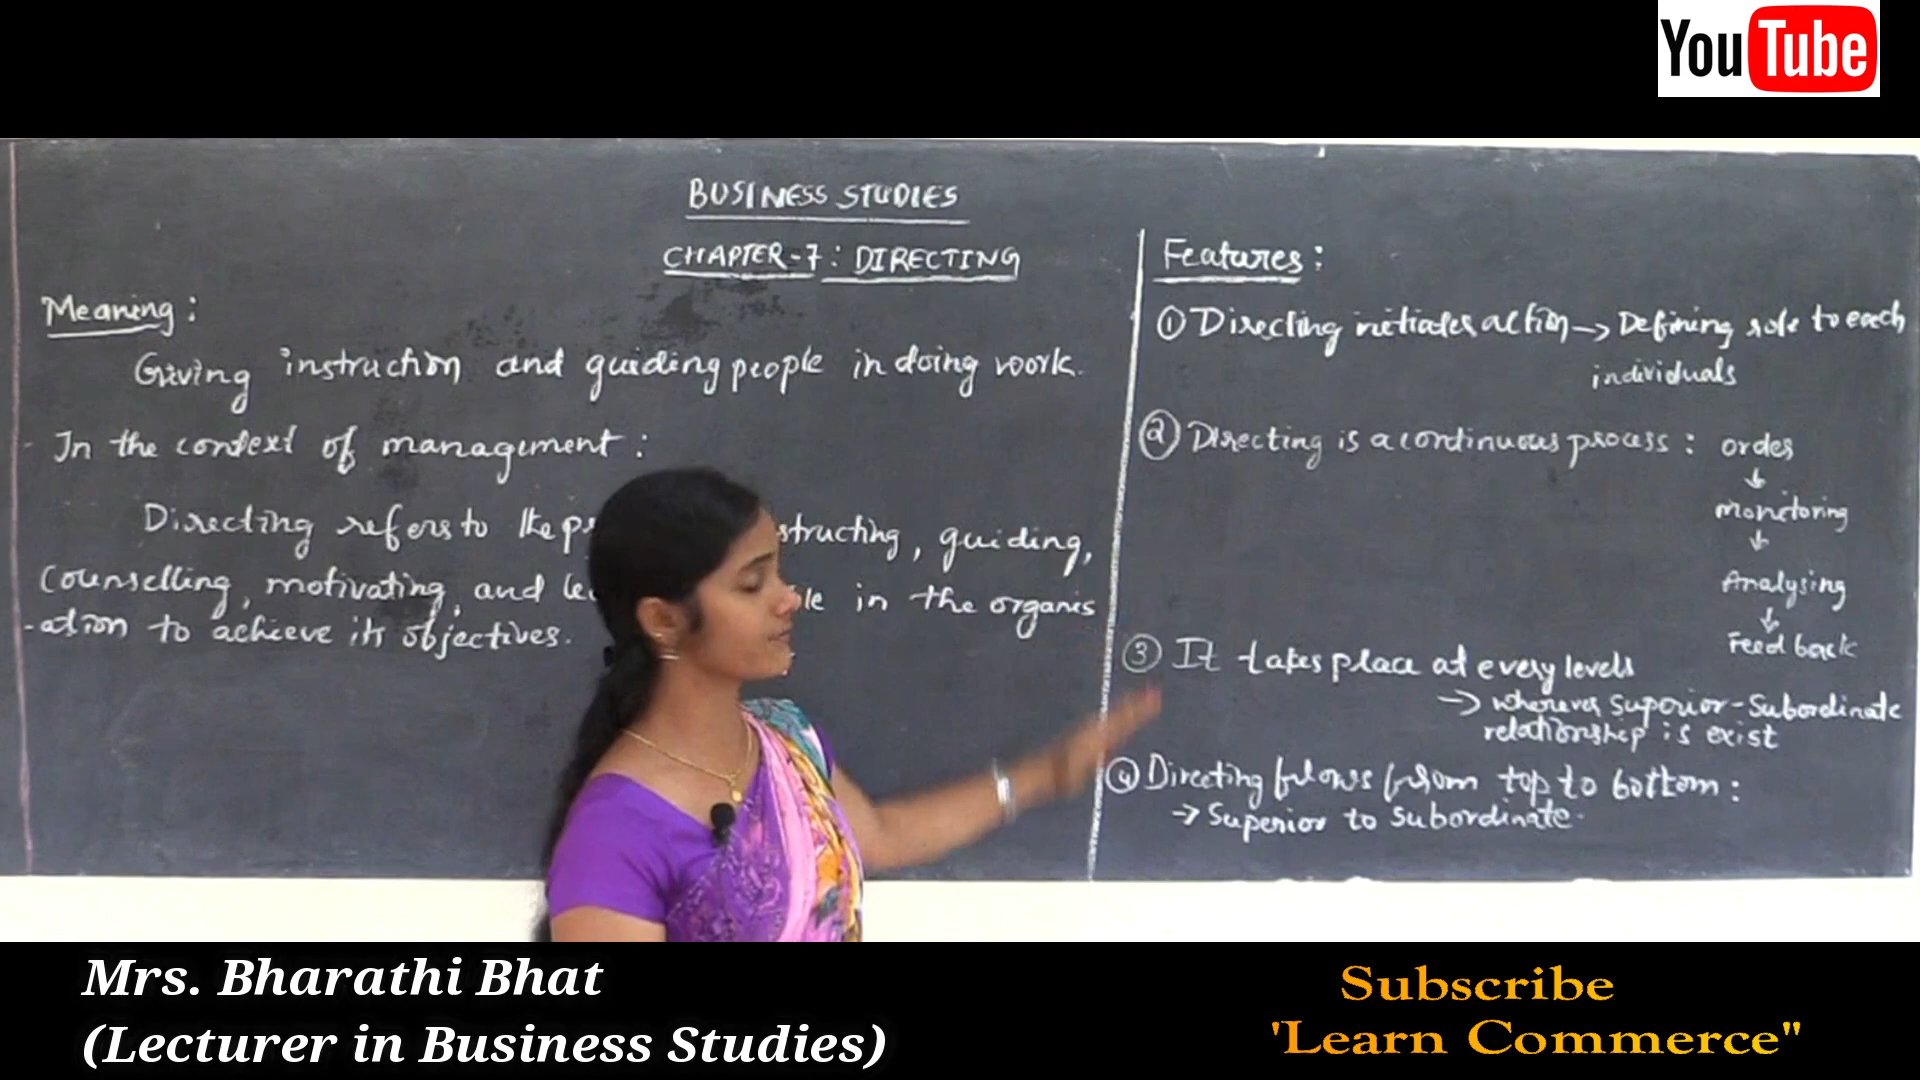 YouTube
BUSINESS STUDIES
CHAPTER-7: DIRECTING
Meaning:
Giving instruction and guiding people in doing work.
- In the context of management:
Directing refers to the structing, guiding,
Counselling, motivating, and in the organis
-ation to achieve its objectives.
Features:
① Directing initiates action → Defining role to each
individuals
② Directing is a continuous process: order
↓
monitoring
↓
Analysing
↓
Feed back
③ It takes place at every levels
→ wherever superior-Subordinate
relationship is exist
④ Directing flows from top to bottom:
→ Superior to Subordinate.
Mrs. Bharathi Bhat
(Lecturer in Business Studies)
Subscribe
'Learn Commerce"